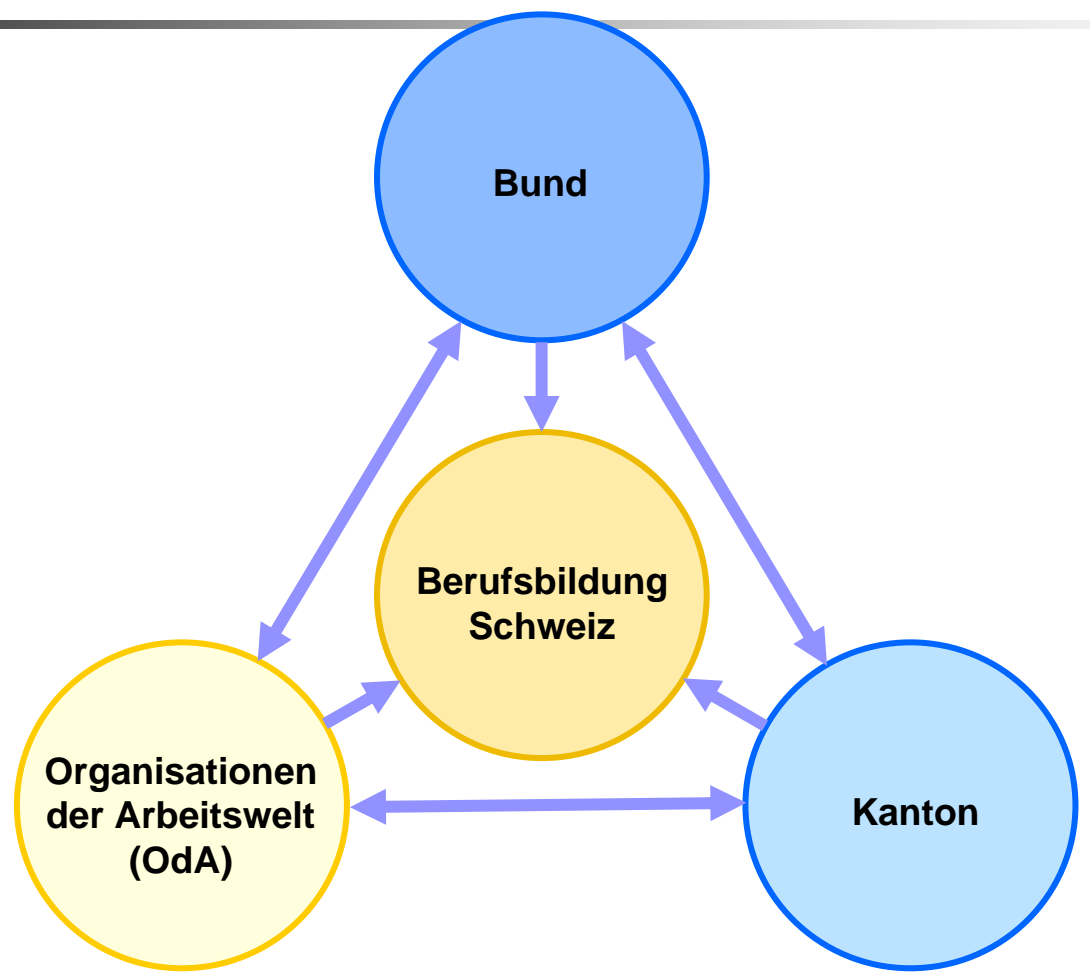 Bund
Berufsbildung
Schweiz
Organisationen
der Arbeitswelt
(OdA)
Kanton